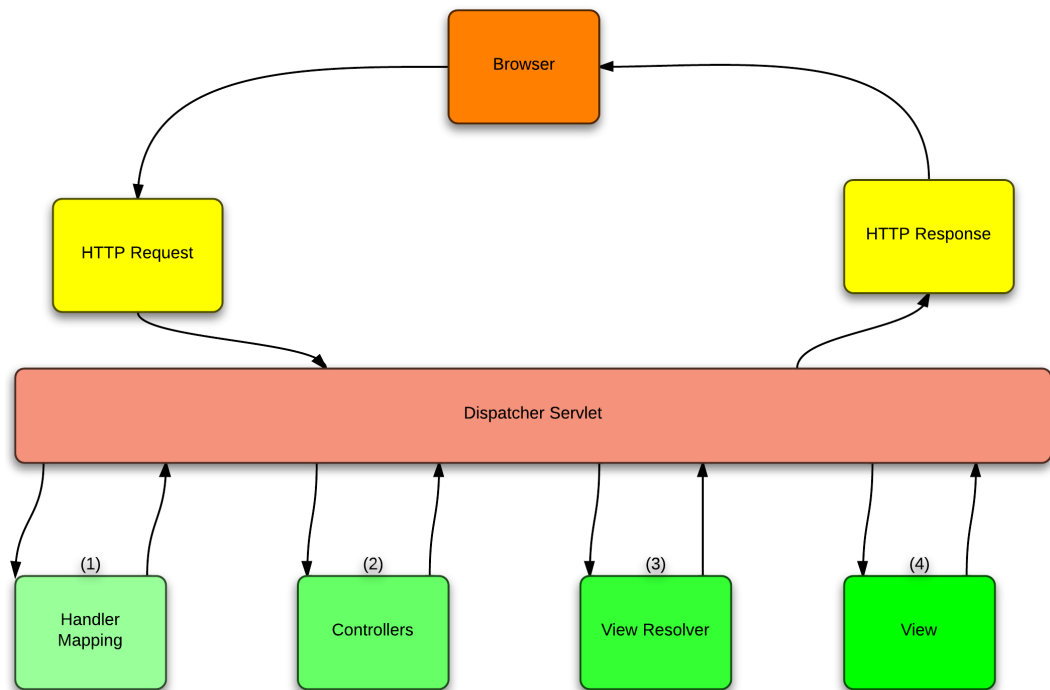 Browser
HTTP Request
HTTP Response
Dispatcher Servlet
(1)
(2)
(3)
(4)
Handler
Mapping
Controllers
View Resolver
View